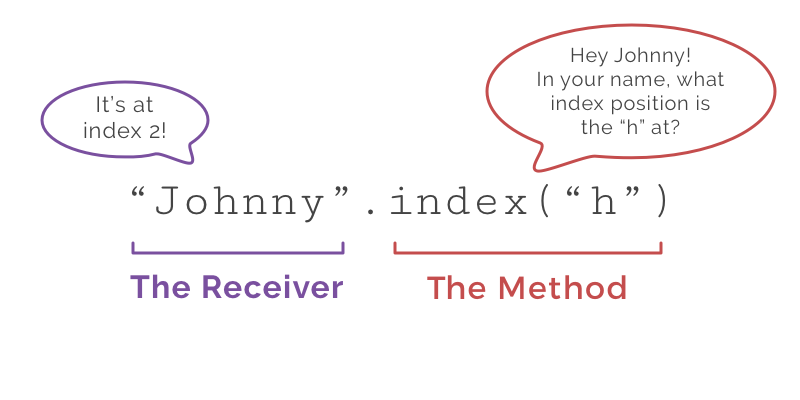 Hey Johnny!
In your name, what
index position is
the “h” at?
It's at
index 2!
“Johnny”.index(“h”)
The Receiver
The Method